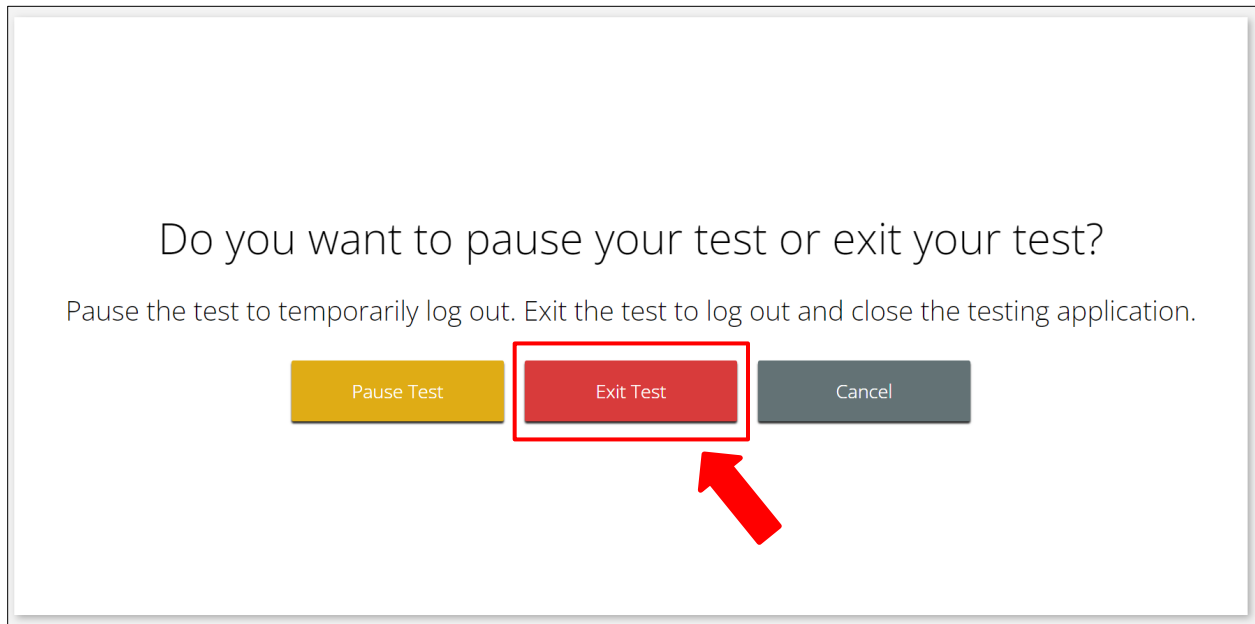 Do you want to pause your test or exit your test?
Pause the test to temporarily log out. Exit the test to log out and close the testing application.
Pause Test
Exit Test
Cancel